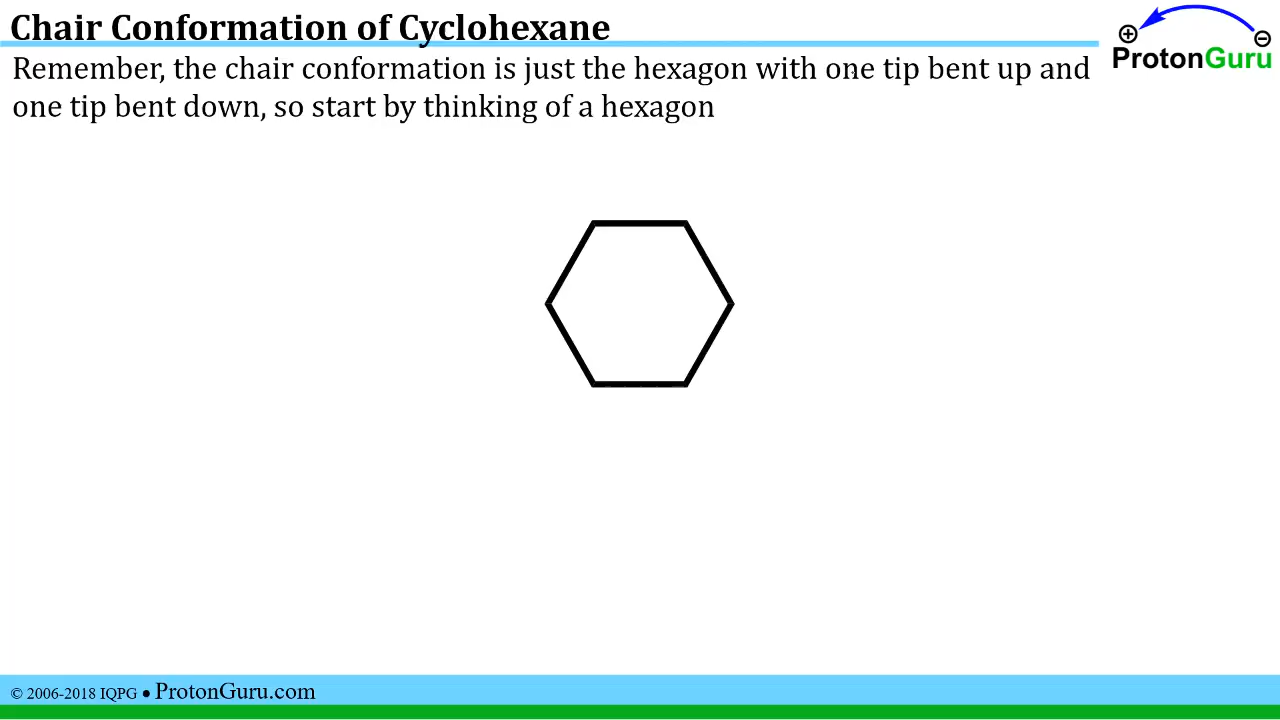 Chair Conformation of Cyclohexane
⊕ ⊖
ProtonGuru
Remember, the chair conformation is just the hexagon with one tip bent up and
one tip bent down, so start by thinking of a hexagon
© 2006-2018 IQPG ● ProtonGuru.com